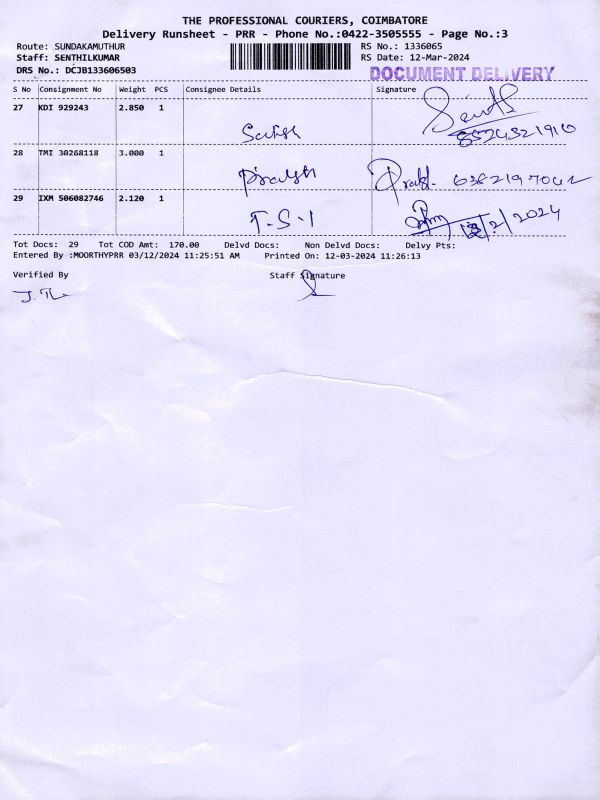 THE PROFESSIONAL COURIERS, COIMBATORE
Delivery Runsheet - PRR - Phone No.:0422-3505555 - Page No.:3
Route: SUNDAKAMUTHUR RS No.: 1336065
Staff: SENTHILKUMAR RS Date: 12-Mar-2024
DRS No.: DCJB133606503 DOCUMENT DELIVERY
S No Consignment No Weight PCS Consignee Details Signature
27 KDI 929243 2.850 1
Satish
28 TMI 30268118 3.000 1
29 IXM 506082746 2.120 1
T-S-1
Tot Docs: 29 Tot COD Amt: 170.00 Delvd Docs: Non Delvd Docs: Delvy Pts:
Entered By :MOORTHYPRR 03/12/2024 11:25:51 AM Printed On: 12-03-2024 11:26:13
Verified By Staff Signature